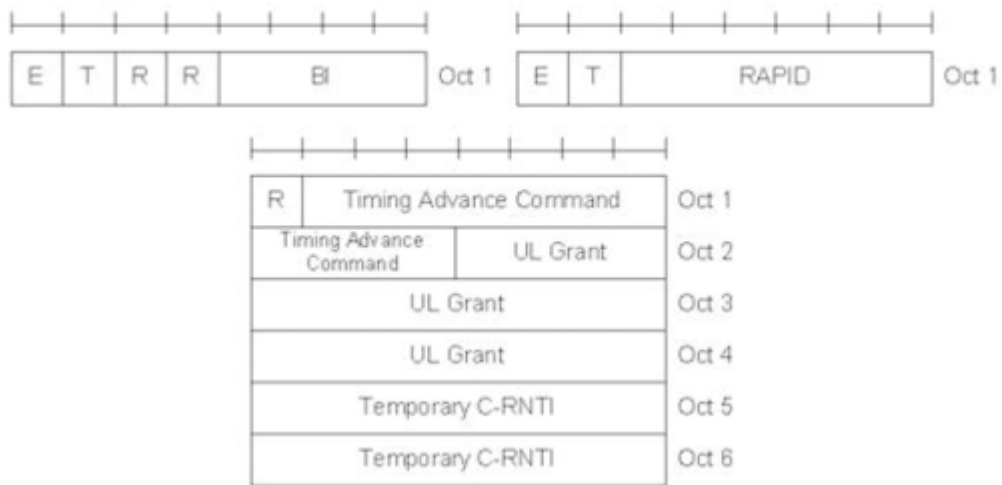 E T R R BI Oct 1
E T RAPID Oct 1
R Timing Advance Command Oct 1
Timing Advance
Command UL Grant Oct 2
UL Grant Oct 3
UL Grant Oct 4
Temporary C-RNTI Oct 5
Temporary C-RNTI Oct 6